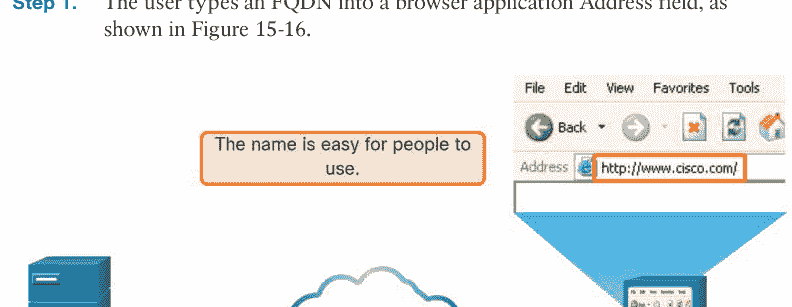 Step 1. The user types an FQDN into a browser application Address field, as
shown in Figure 15-16.
File Edit View Favorites Tools
Back
The name is easy for people to
use.
Address http://www.cisco.com/